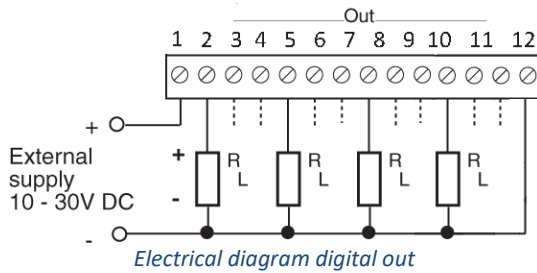 Out
1 2 3 4 5 6 7 8 9 10 11 12
+
External
supply
10 - 30V DC
-
+
-
R
L
R
L
R
L
R
L
Electrical diagram digital out